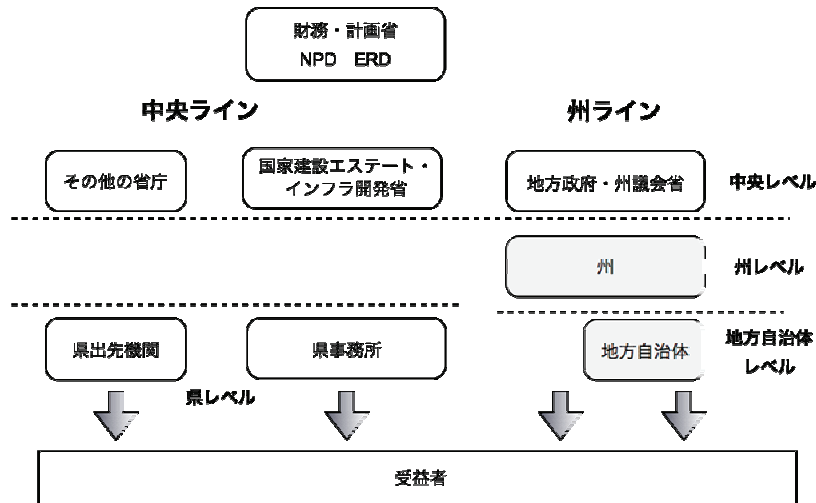 財務・計画省
NPD ERD
中央ライン
州ライン
その他の省庁
国家建設エステート・
インフラ開発省
地方政府・州議会省
中央レベル
州
州レベル
県出先機関
県事務所
地方自治体
地方自治体
レベル
県レベル
受益者